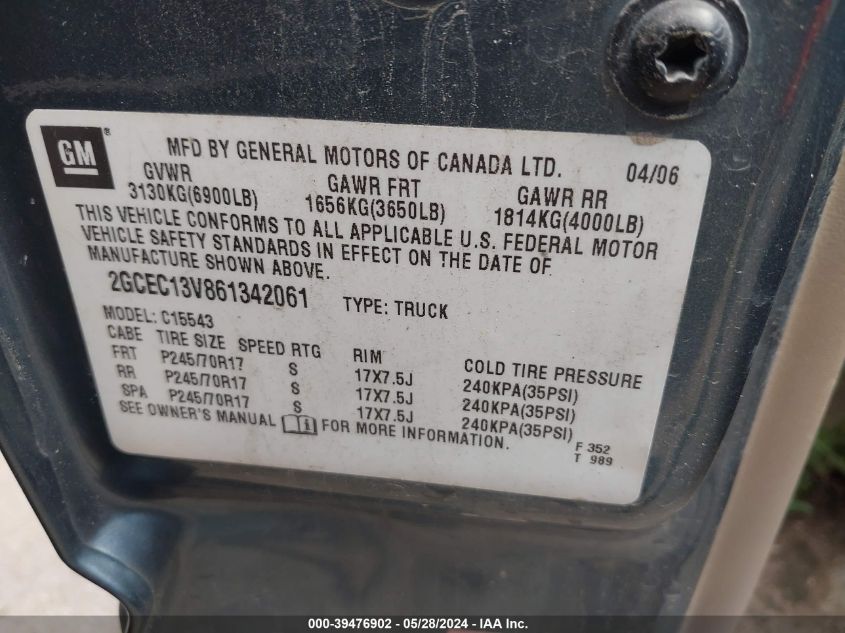 GM ®
MFD BY GENERAL MOTORS OF CANADA LTD. 04/06
GVWR GAWR FRT GAWR RR
3130KG(6900LB) 1656KG(3650LB) 1814KG(4000LB)
THIS VEHICLE CONFORMS TO ALL APPLICABLE U.S. FEDERAL MOTOR
VEHICLE SAFETY STANDARDS IN EFFECT ON THE DATE OF
MANUFACTURE SHOWN ABOVE.
2GCEC13V861342061 TYPE: TRUCK
MODEL: C15543
CABE TIRE SIZE SPEED RTG RIM COLD TIRE PRESSURE
FRT P245/70R17 S 17X7.5J 240KPA(35PSI)
RR P245/70R17 S 17X7.5J 240KPA(35PSI)
SPA P245/70R17 S 17X7.5J 240KPA(35PSI)
SEE OWNER'S MANUAL FOR MORE INFORMATION.
F 352
T 989
000-39476902 - 05/28/2024 - IAA Inc.